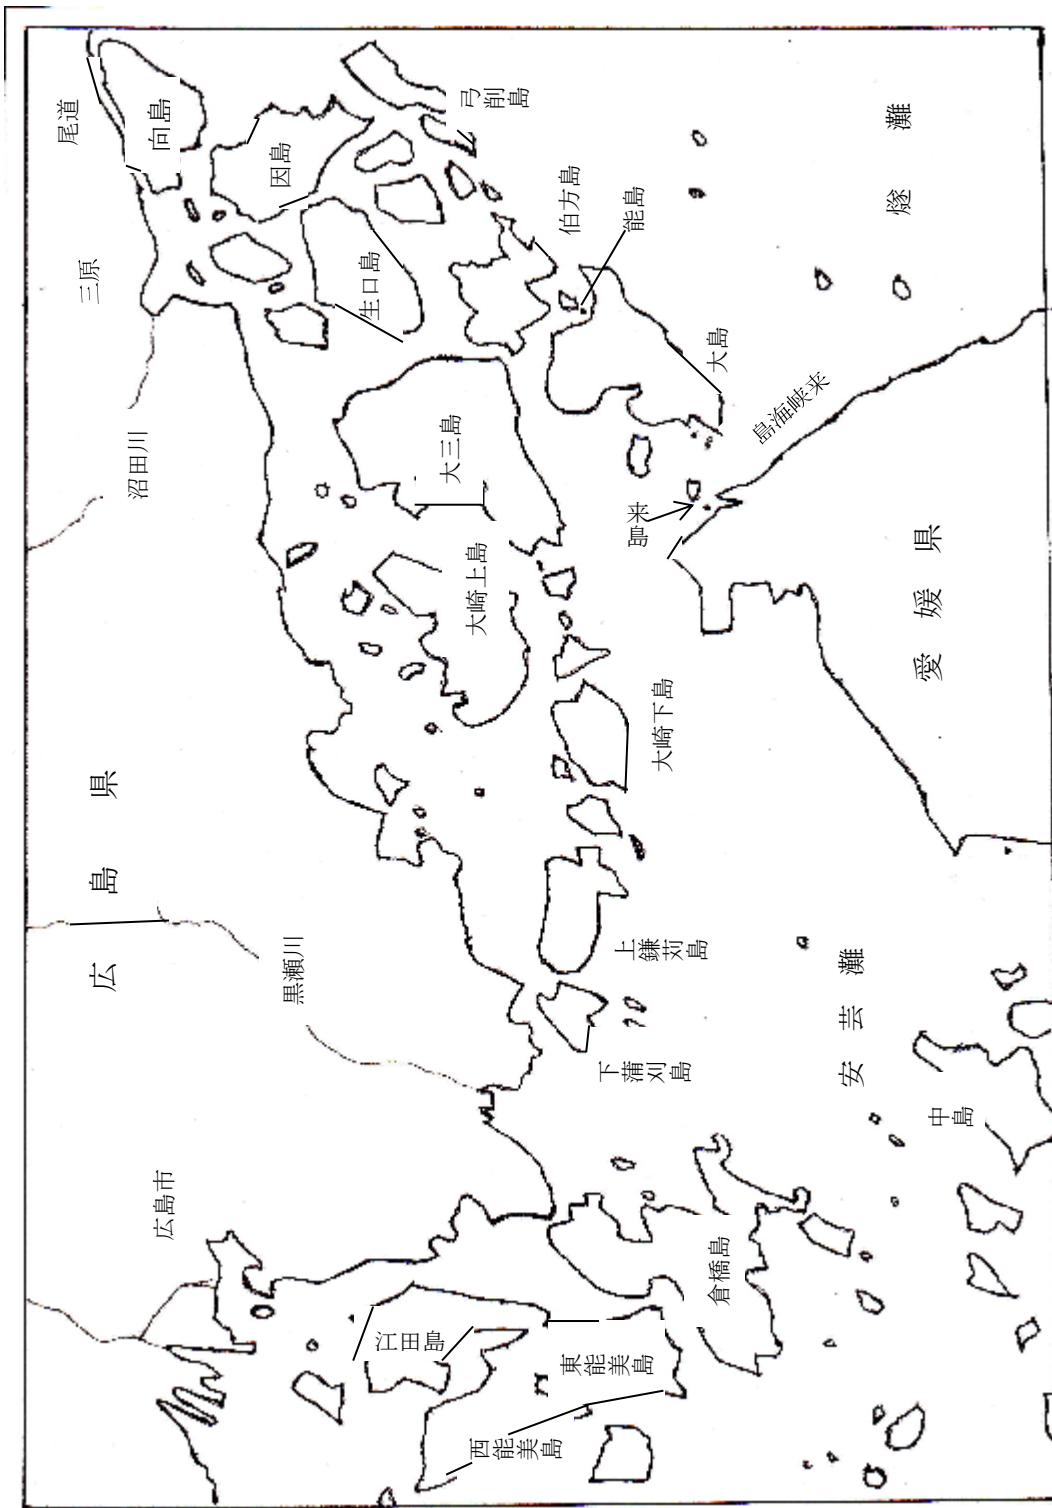 広島県
広島市
尾道
三原
向島
沼田川
黒瀬川
因島
生口島
弓削島
大三島
大崎上島
伯方島
能島
江田島
西能美島
東能美島
倉橋島
下蒲刈島
上鎌苅島
大崎下島
島来
大島
島海峡来
燧灘
安芸灘
愛媛県
中島